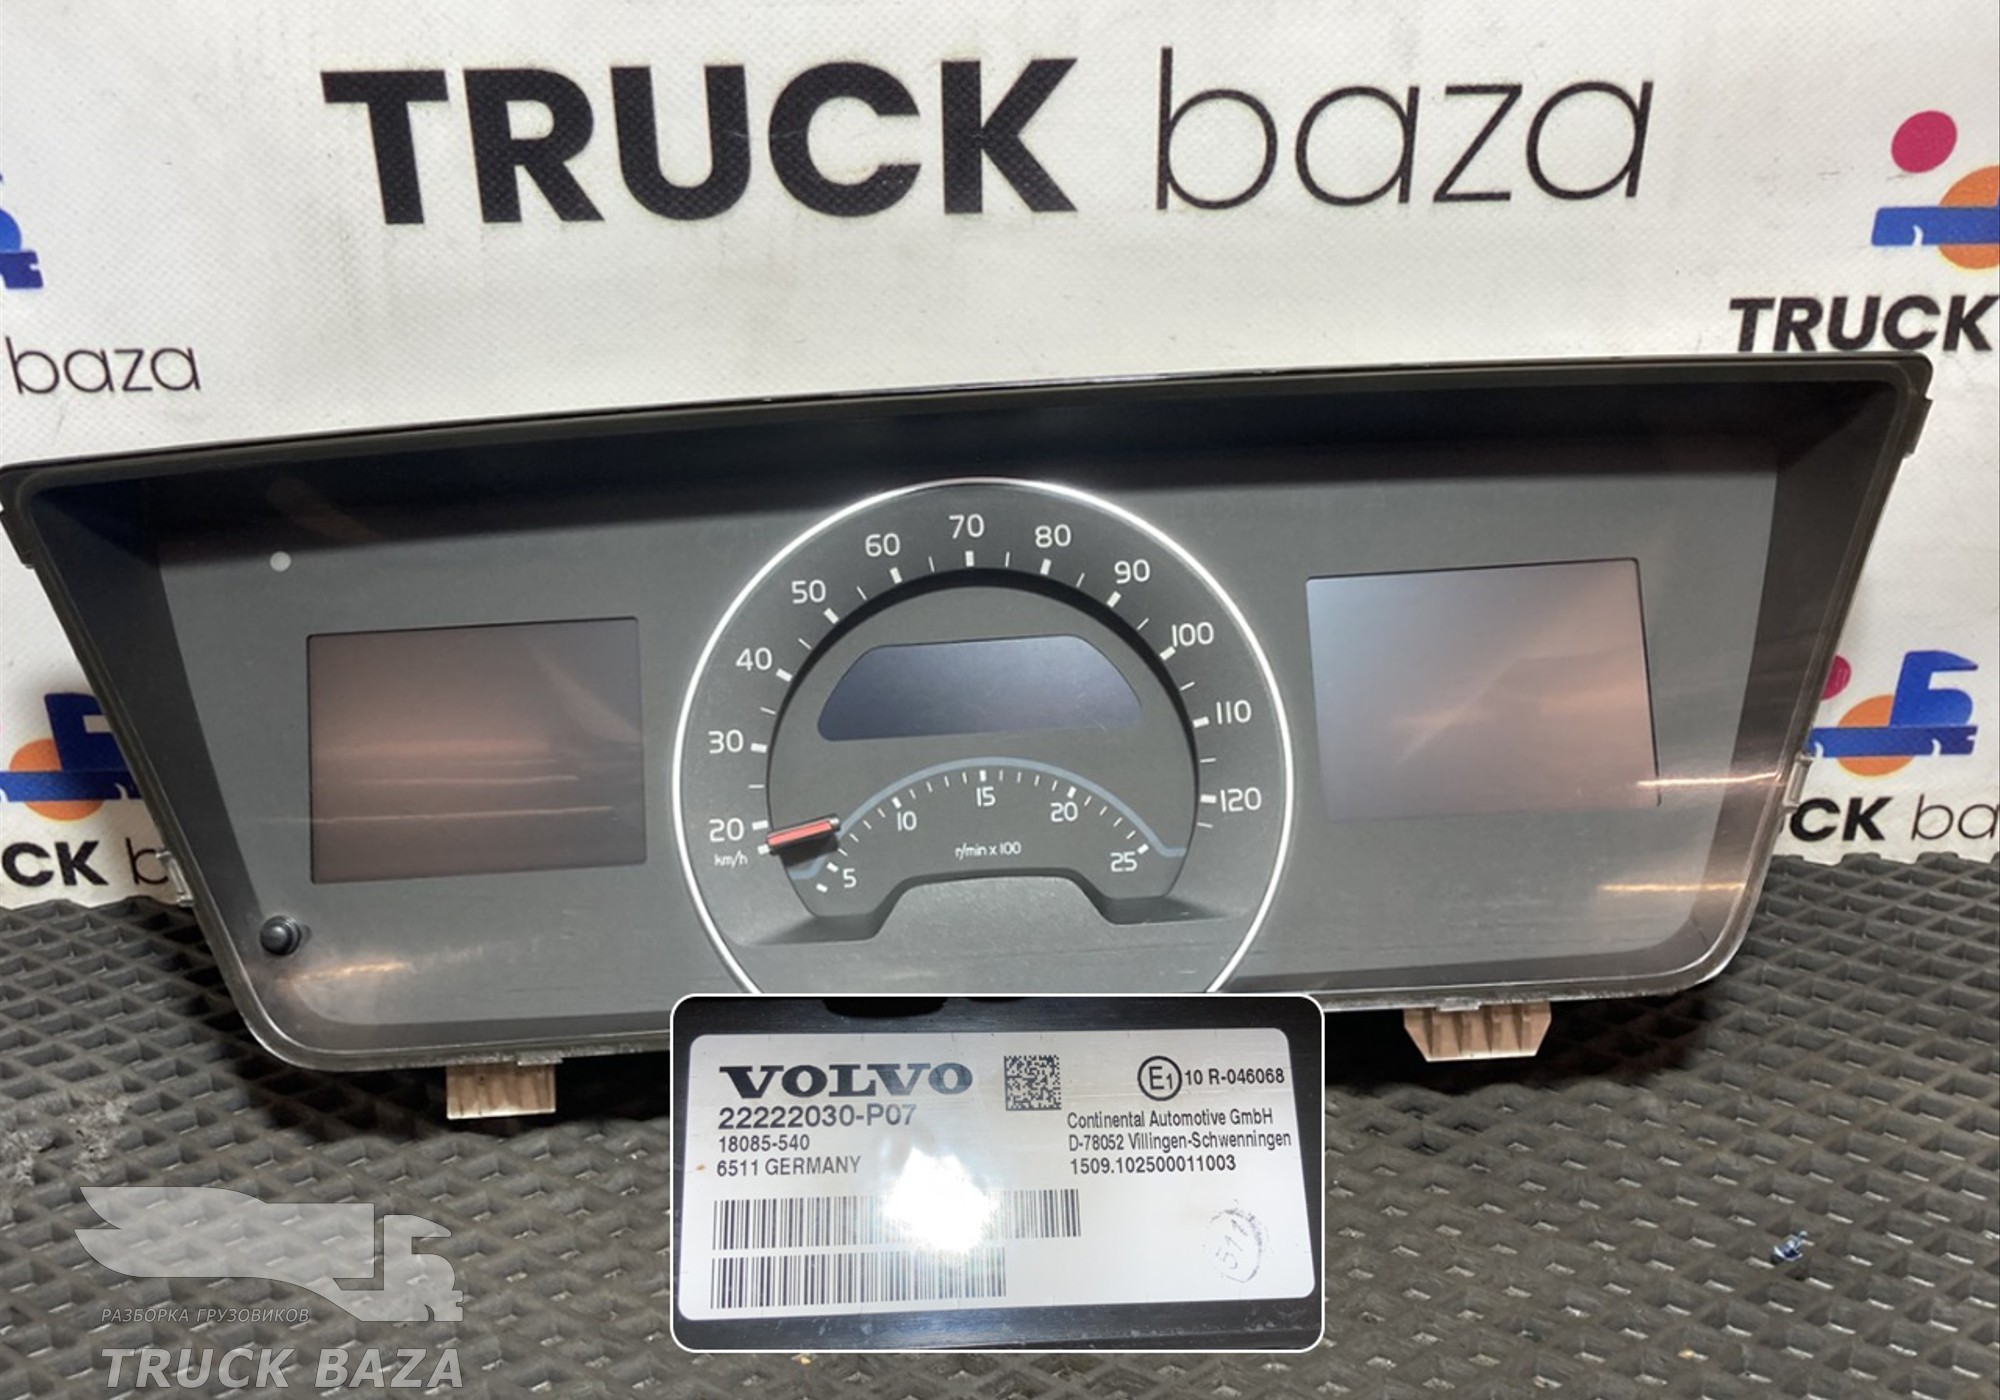 TRUCK baza
TRUCK
baza
TRUCK
CK ba
70
60
80
50
90
40
100
30
110
20
120
km/h
5
10
15
20
25
r/min x 100
VOLVO
22222030-P07
18085-540
6511 GERMANY
E1 10 R-046068
Continental Automotive GmbH
D-78052 Villingen-Schwenningen
1509.102500011003
РАЗБОРКА ГРУЗОВИКОВ
TRUCK BAZA